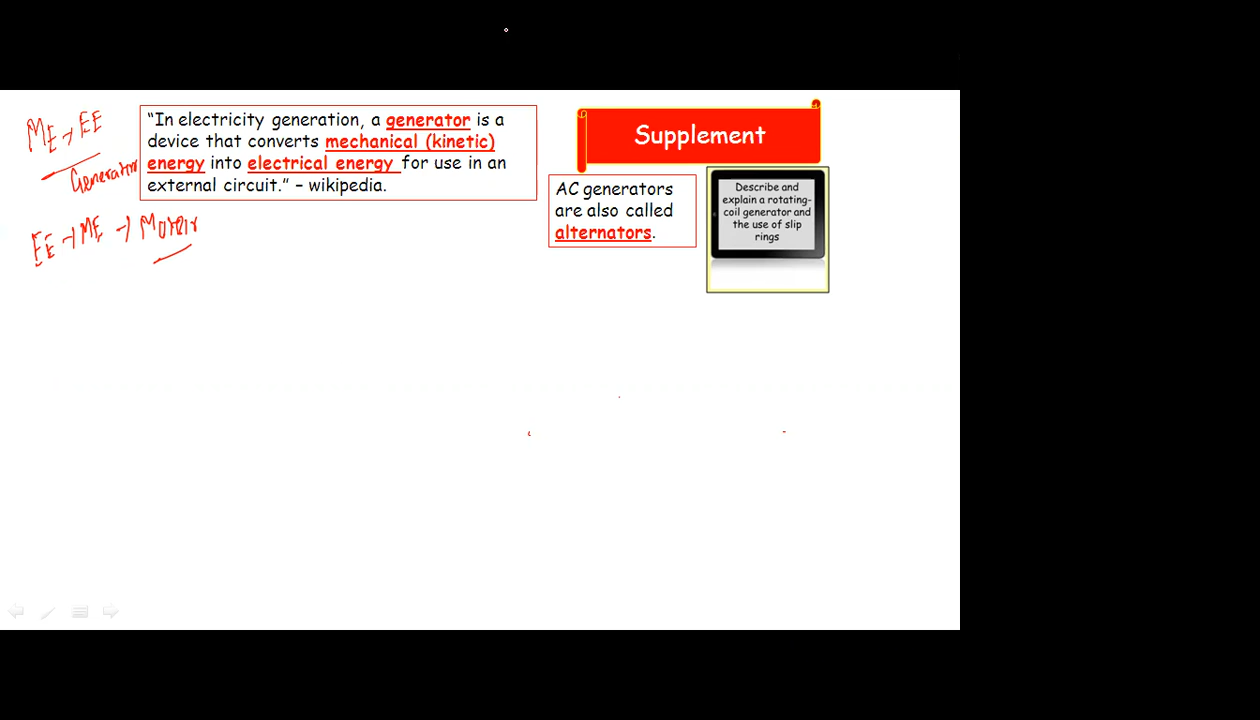 ME → EE
Generator
EE → ME → Motor
“In electricity generation, a generator is a
device that converts mechanical (kinetic)
energy into electrical energy for use in an
external circuit.” – wikipedia.
Supplement
AC generators
are also called
alternators.
Describe and
explain a rotating-
coil generator and
the use of slip
rings